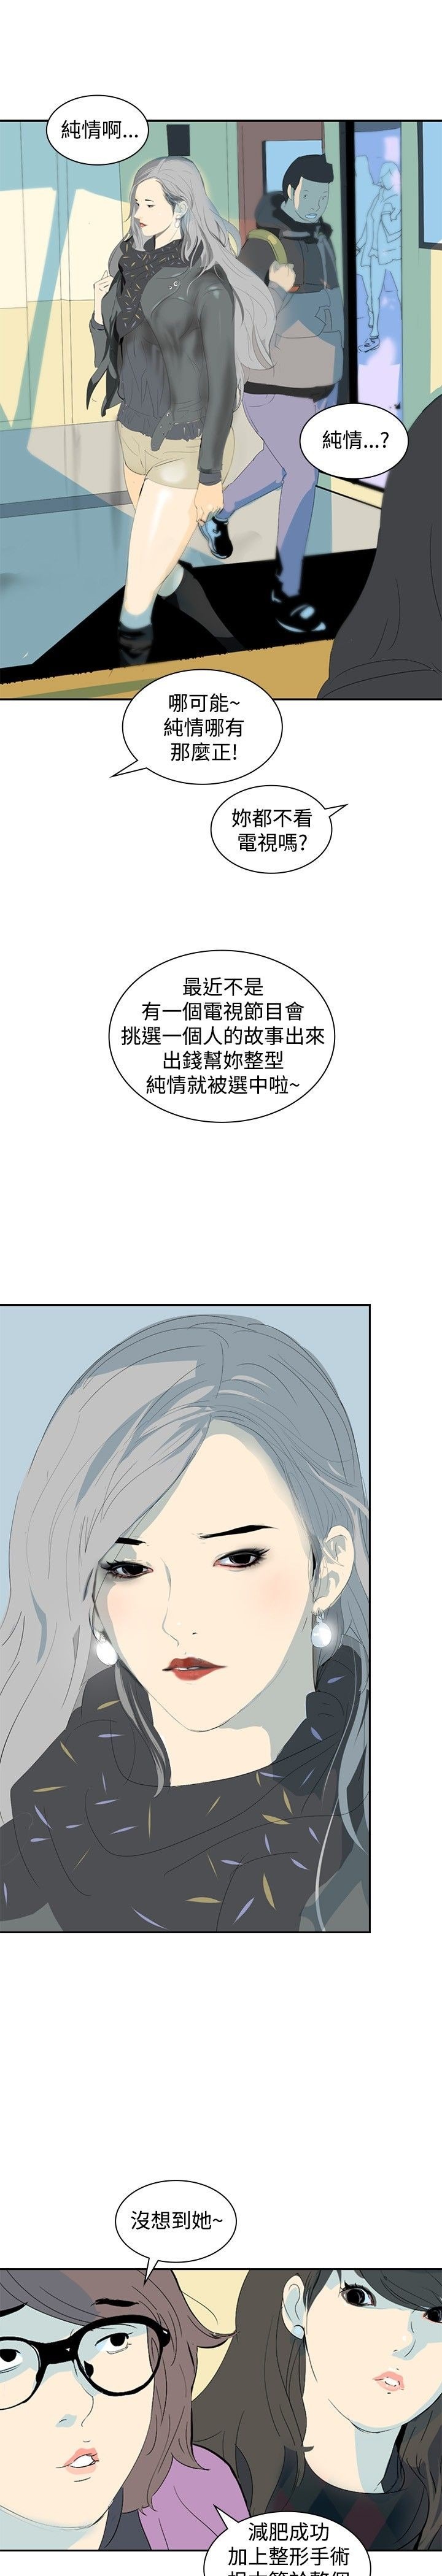 純情啊...
純情...?
哪可能~
純情哪有
那麼正!
妳都不看
電視嗎?
最近不是
有一個電視節目會
挑選一個人的故事出來
出錢幫妳整型
純情就被選中啦~
沒想到她~
減肥成功
加上整形手術